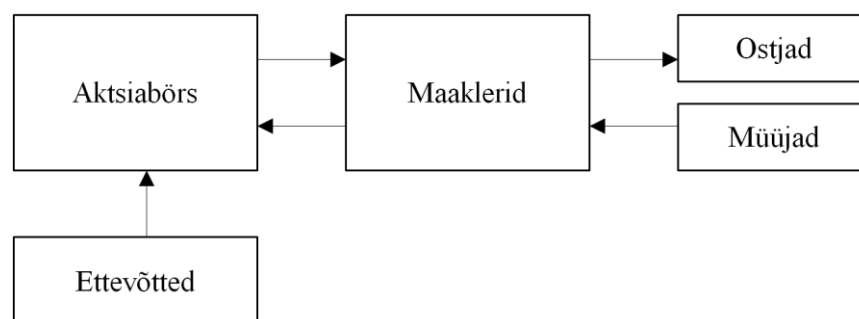 Aktsiabörs
Maaklerid
Ostjad
Müüjad
Ettevõtted